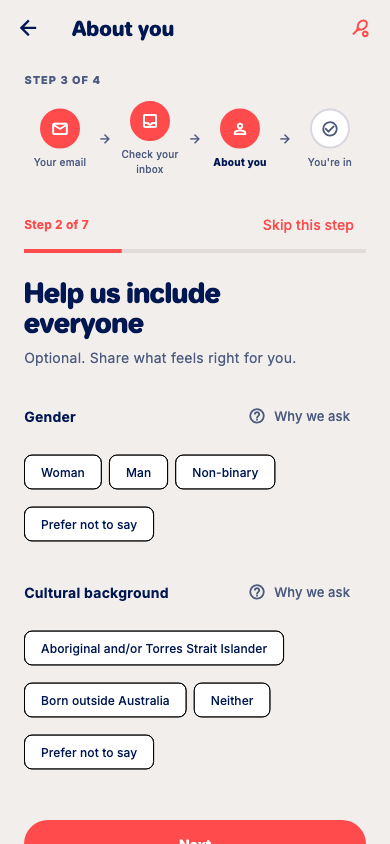 About you
STEP 3 OF 4
Your email
Check your
inbox
About you
You're in
Step 2 of 7
Skip this step
Help us include
everyone
Optional. Share what feels right for you.
Gender
Why we ask
Woman
Man
Non-binary
Prefer not to say
Cultural background
Why we ask
Aboriginal and/or Torres Strait Islander
Born outside Australia
Neither
Prefer not to say
Next